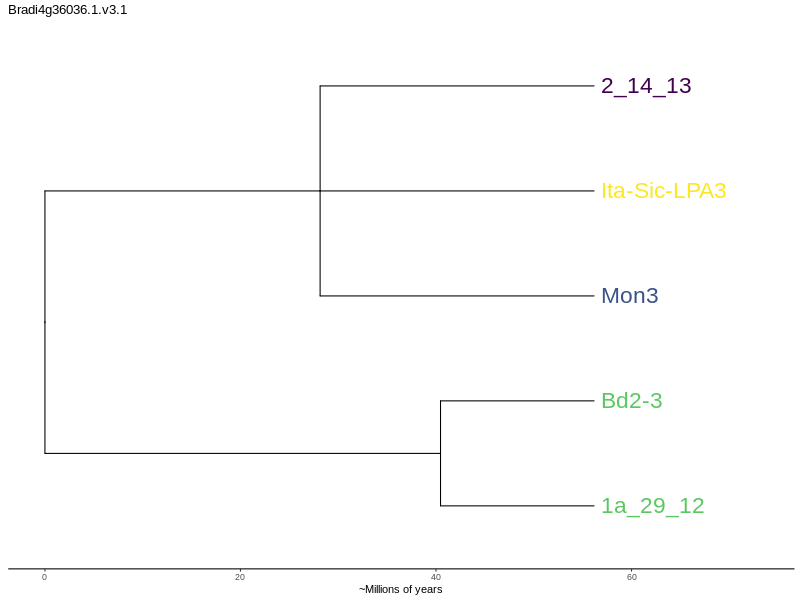 Bradi4g36036.1.v3.1
2_14_13
Ita-Sic-LPA3
Mon3
Bd2-3
1a_29_12
0 20 40 60
~Millions of years